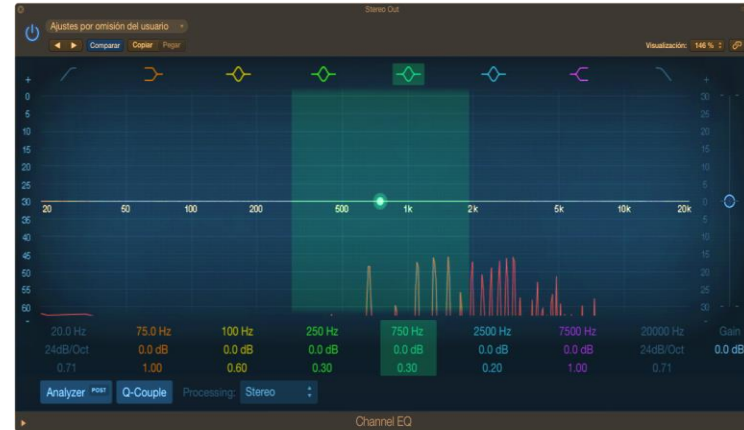 Stereo Out
Ajustes por omisión del usuario
Comparar Copiar Pegar
Visualización: 146 %
+ +
0 30
5 25
10 20
15 15
20 10
25 5
30 0
35 5
40 10
45 15
50 20
55 25
60 30
- -
20 50 100 200 500 1k 2k 5k 10k 20k
20.0 Hz 75.0 Hz 100 Hz 250 Hz 750 Hz 2500 Hz 7500 Hz 20000 Hz Gain
24dB/Oct 0.0 dB 0.0 dB 0.0 dB 0.0 dB 0.0 dB 0.0 dB 24dB/Oct 0.0 dB
0.71 1.00 0.60 0.30 0.30 0.20 1.00 0.71
Analyzer POST Q-Couple Processing: Stereo
Channel EQ